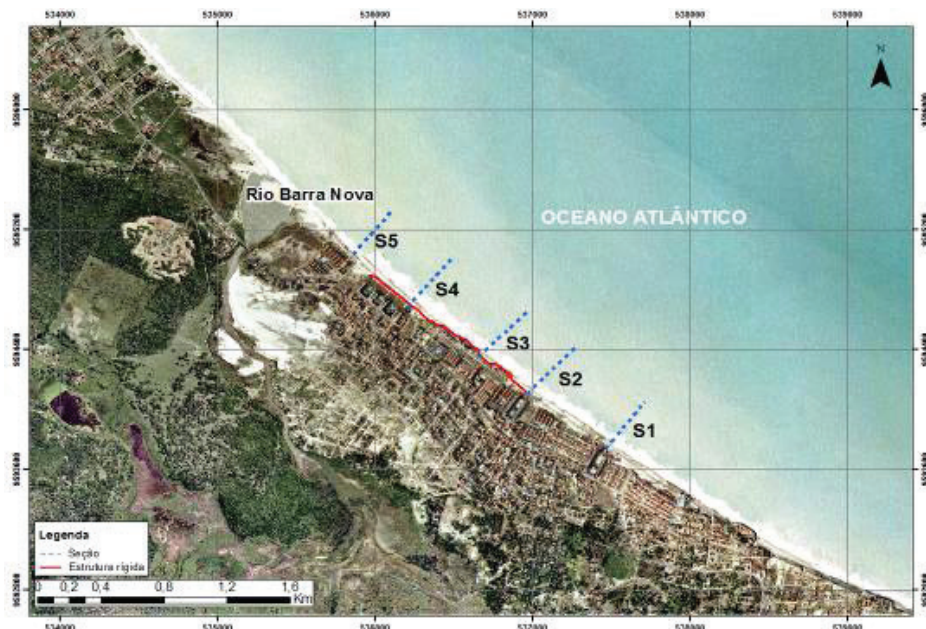 534000 535000 536000 537000 538000 539000
N
Rio Barra Nova
OCEANO ATLÂNTICO
S5
S4
S3
S2
S1
Legenda
Seção
Estrutura rígida
0 0,2 0,4 0,8 1,2 1,6
Km
534000 535000 536000 537000 538000 539000